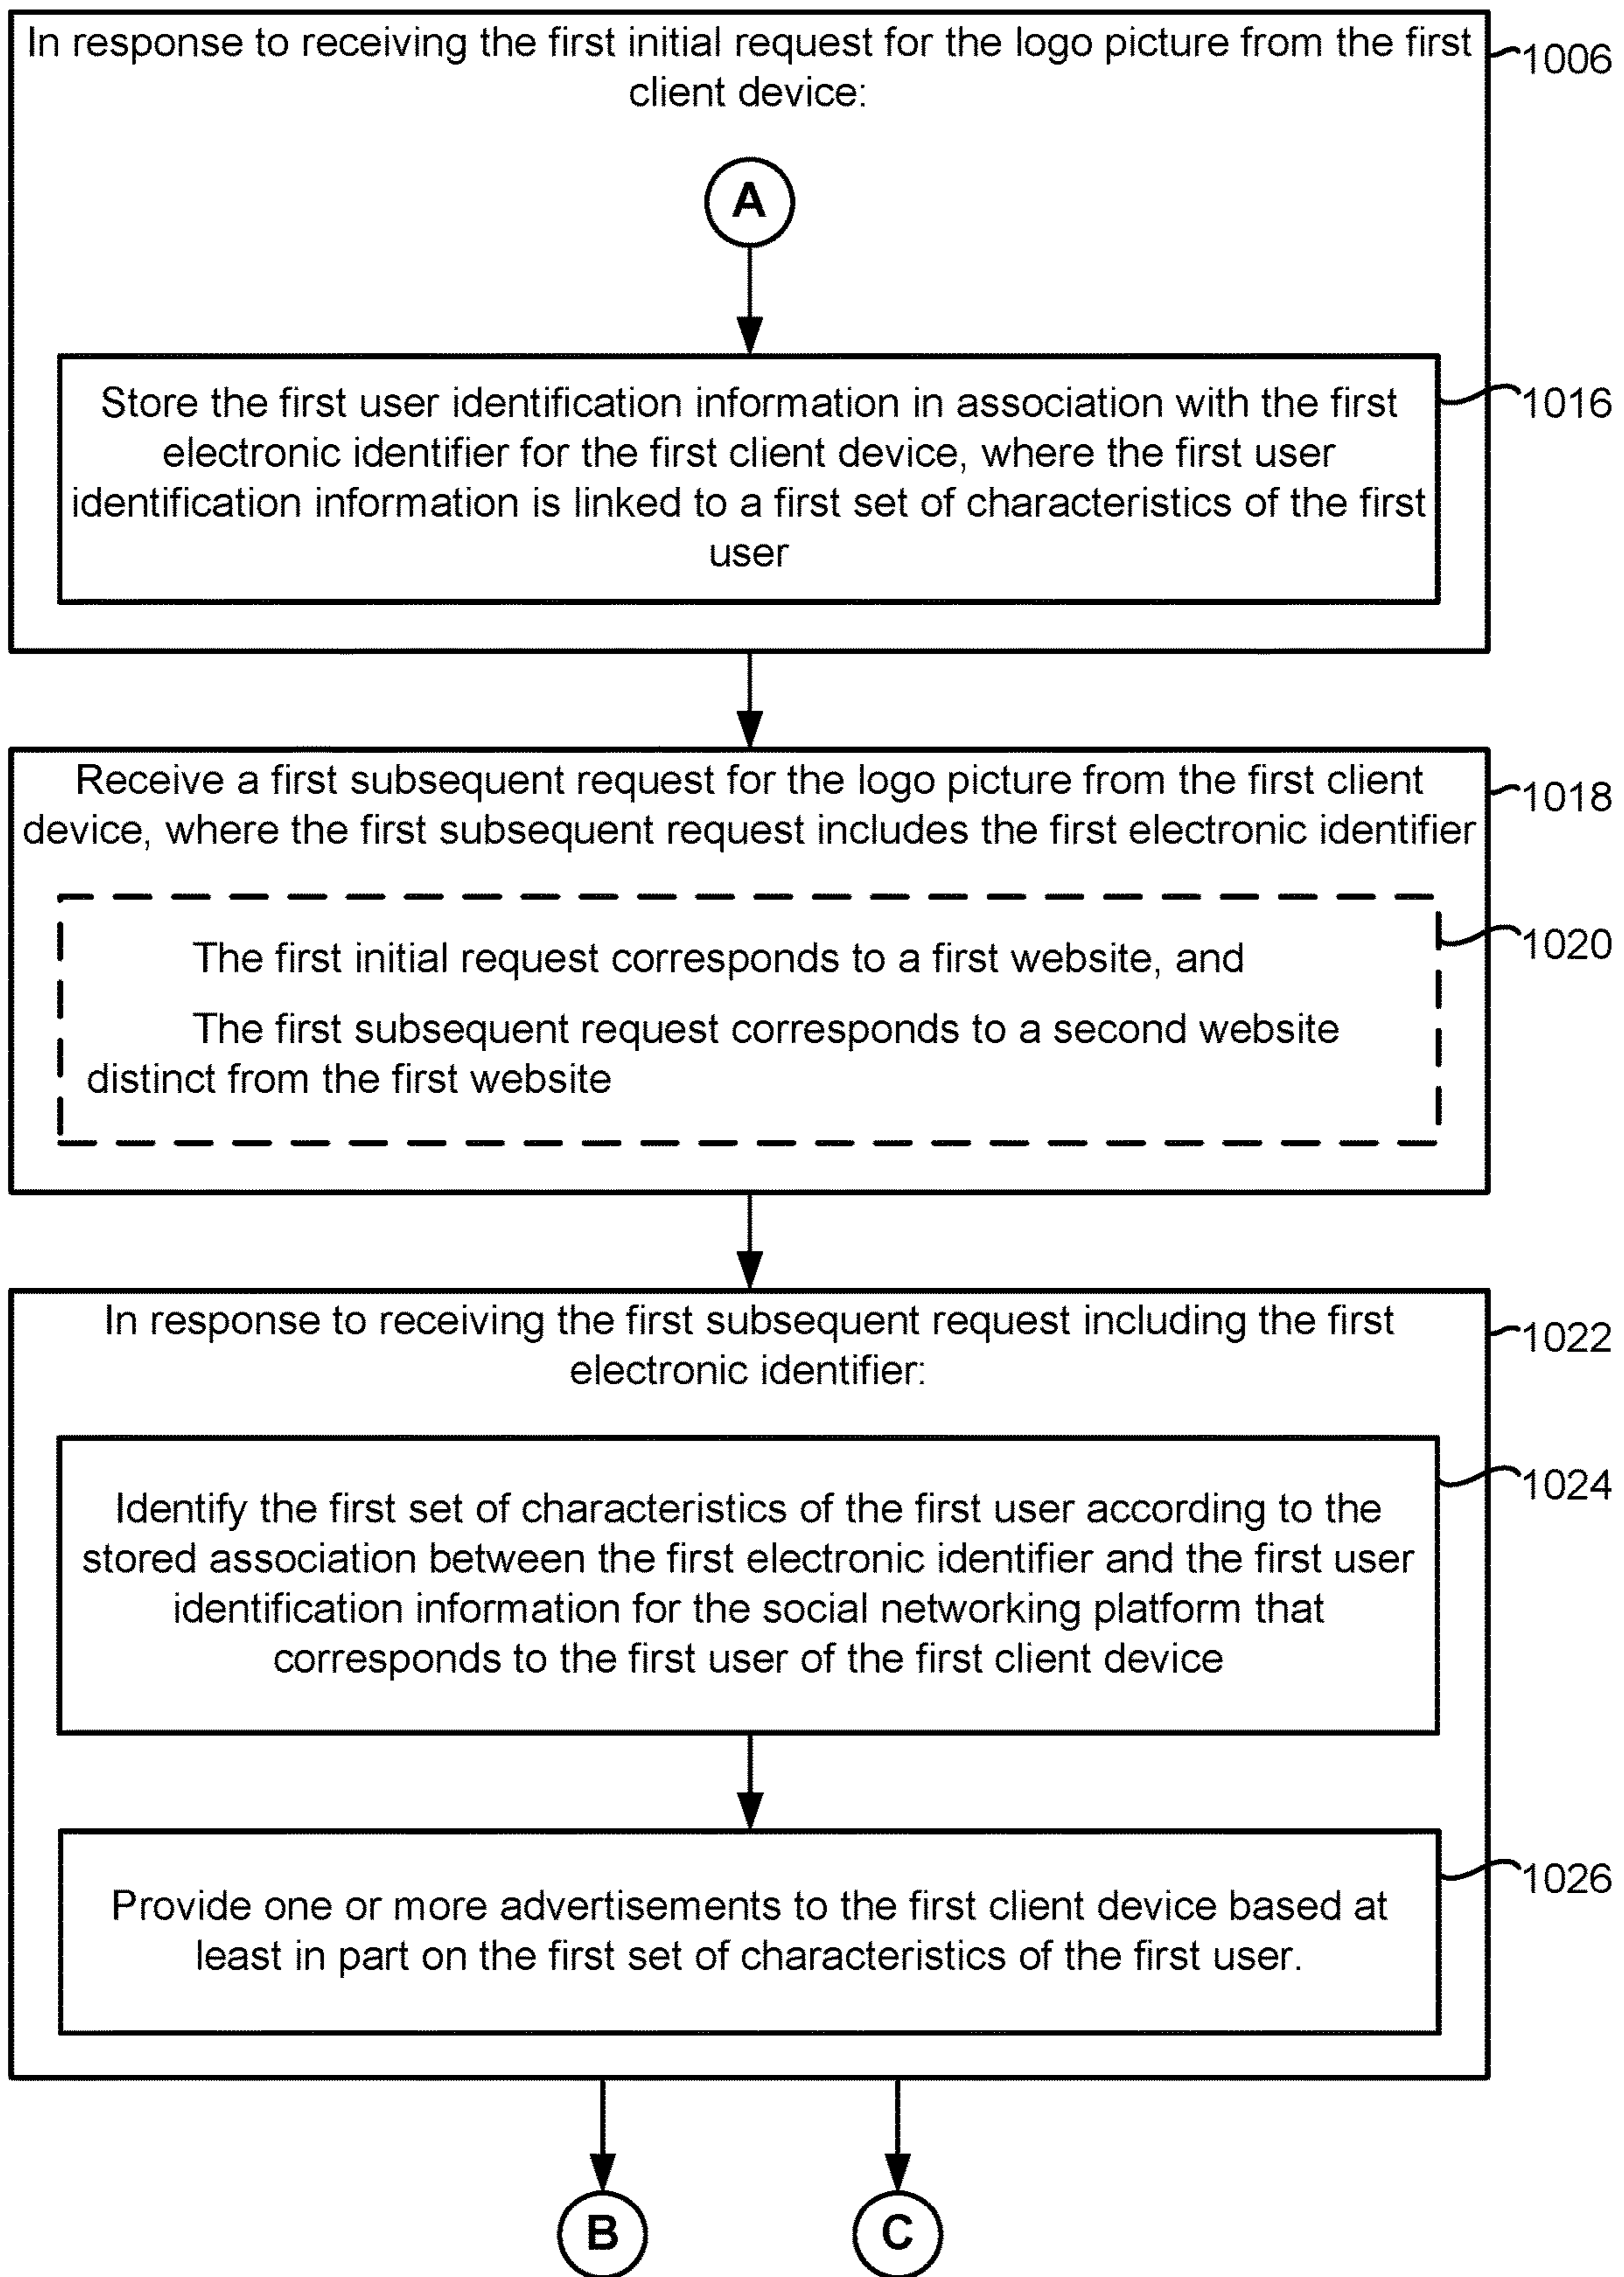 In response to receiving the first initial request for the logo picture from the first
client device:
1006
A
Store the first user identification information in association with the first
electronic identifier for the first client device, where the first user
identification information is linked to a first set of characteristics of the first
user
1016
Receive a first subsequent request for the logo picture from the first client
device, where the first subsequent request includes the first electronic identifier
1018
The first initial request corresponds to a first website, and
The first subsequent request corresponds to a second website
distinct from the first website
1020
In response to receiving the first subsequent request including the first
electronic identifier:
1022
Identify the first set of characteristics of the first user according to the
stored association between the first electronic identifier and the first user
identification information for the social networking platform that
corresponds to the first user of the first client device
1024
Provide one or more advertisements to the first client device based at
least in part on the first set of characteristics of the first user.
1026
B
C